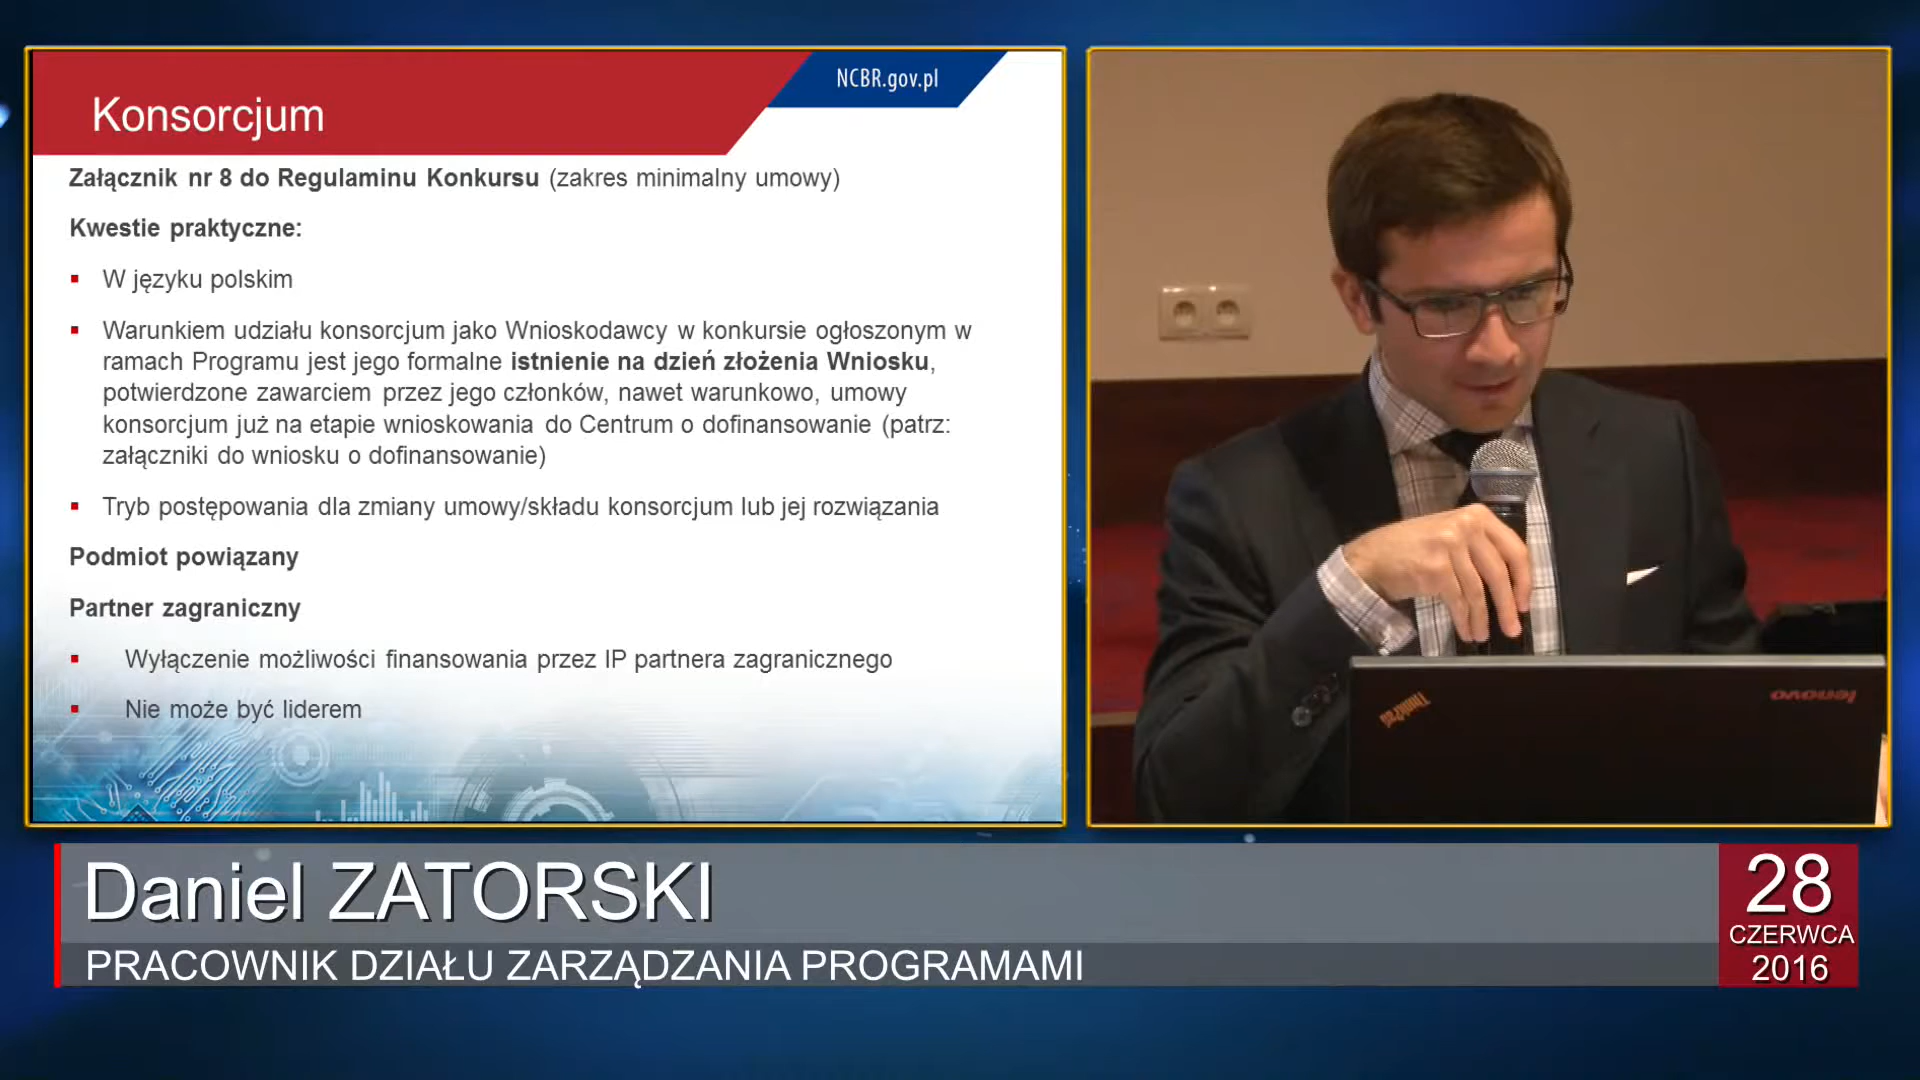 NCBR.gov.pl
Konsorcjum
Załącznik nr 8 do Regulaminu Konkursu (zakres minimalny umowy)
Kwestie praktyczne:
▪ W języku polskim
▪ Warunkiem udziału konsorcjum jako Wnioskodawcy w konkursie ogłoszonym w
ramach Programu jest jego formalne istnienie na dzień złożenia Wniosku,
potwierdzone zawarciem przez jego członków, nawet warunkowo, umowy
konsorcjum już na etapie wnioskowania do Centrum o dofinansowanie (patrz:
załączniki do wniosku o dofinansowanie)
▪ Tryb postępowania dla zmiany umowy/składu konsorcjum lub jej rozwiązania
Podmiot powiązany
Partner zagraniczny
▪ Wyłączenie możliwości finansowania przez IP partnera zagranicznego
▪ Nie może być liderem
ThinkPad
lenovo
Daniel ZATORSKI
PRACOWNIK DZIAŁU ZARZĄDZANIA PROGRAMAMI
28
CZERWCA
2016